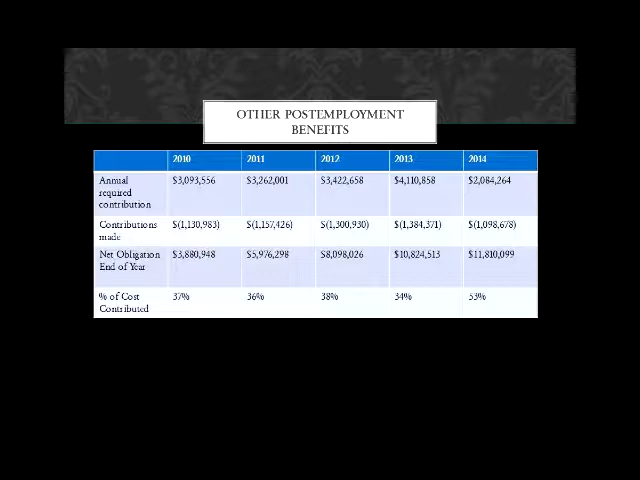 OTHER POSTEMPLOYMENT
BENEFITS
2010 2011 2012 2013 2014
Annual required contribution $3,093,556 $3,262,001 $3,422,658 $4,110,858 $2,084,264
Contributions made $(1,130,983) $(1,157,426) $(1,300,930) $(1,384,371) $(1,098,678)
Net Obligation End of Year $3,880,948 $5,976,298 $8,098,026 $10,824,513 $11,810,099
% of Cost Contributed 37% 36% 38% 34% 53%